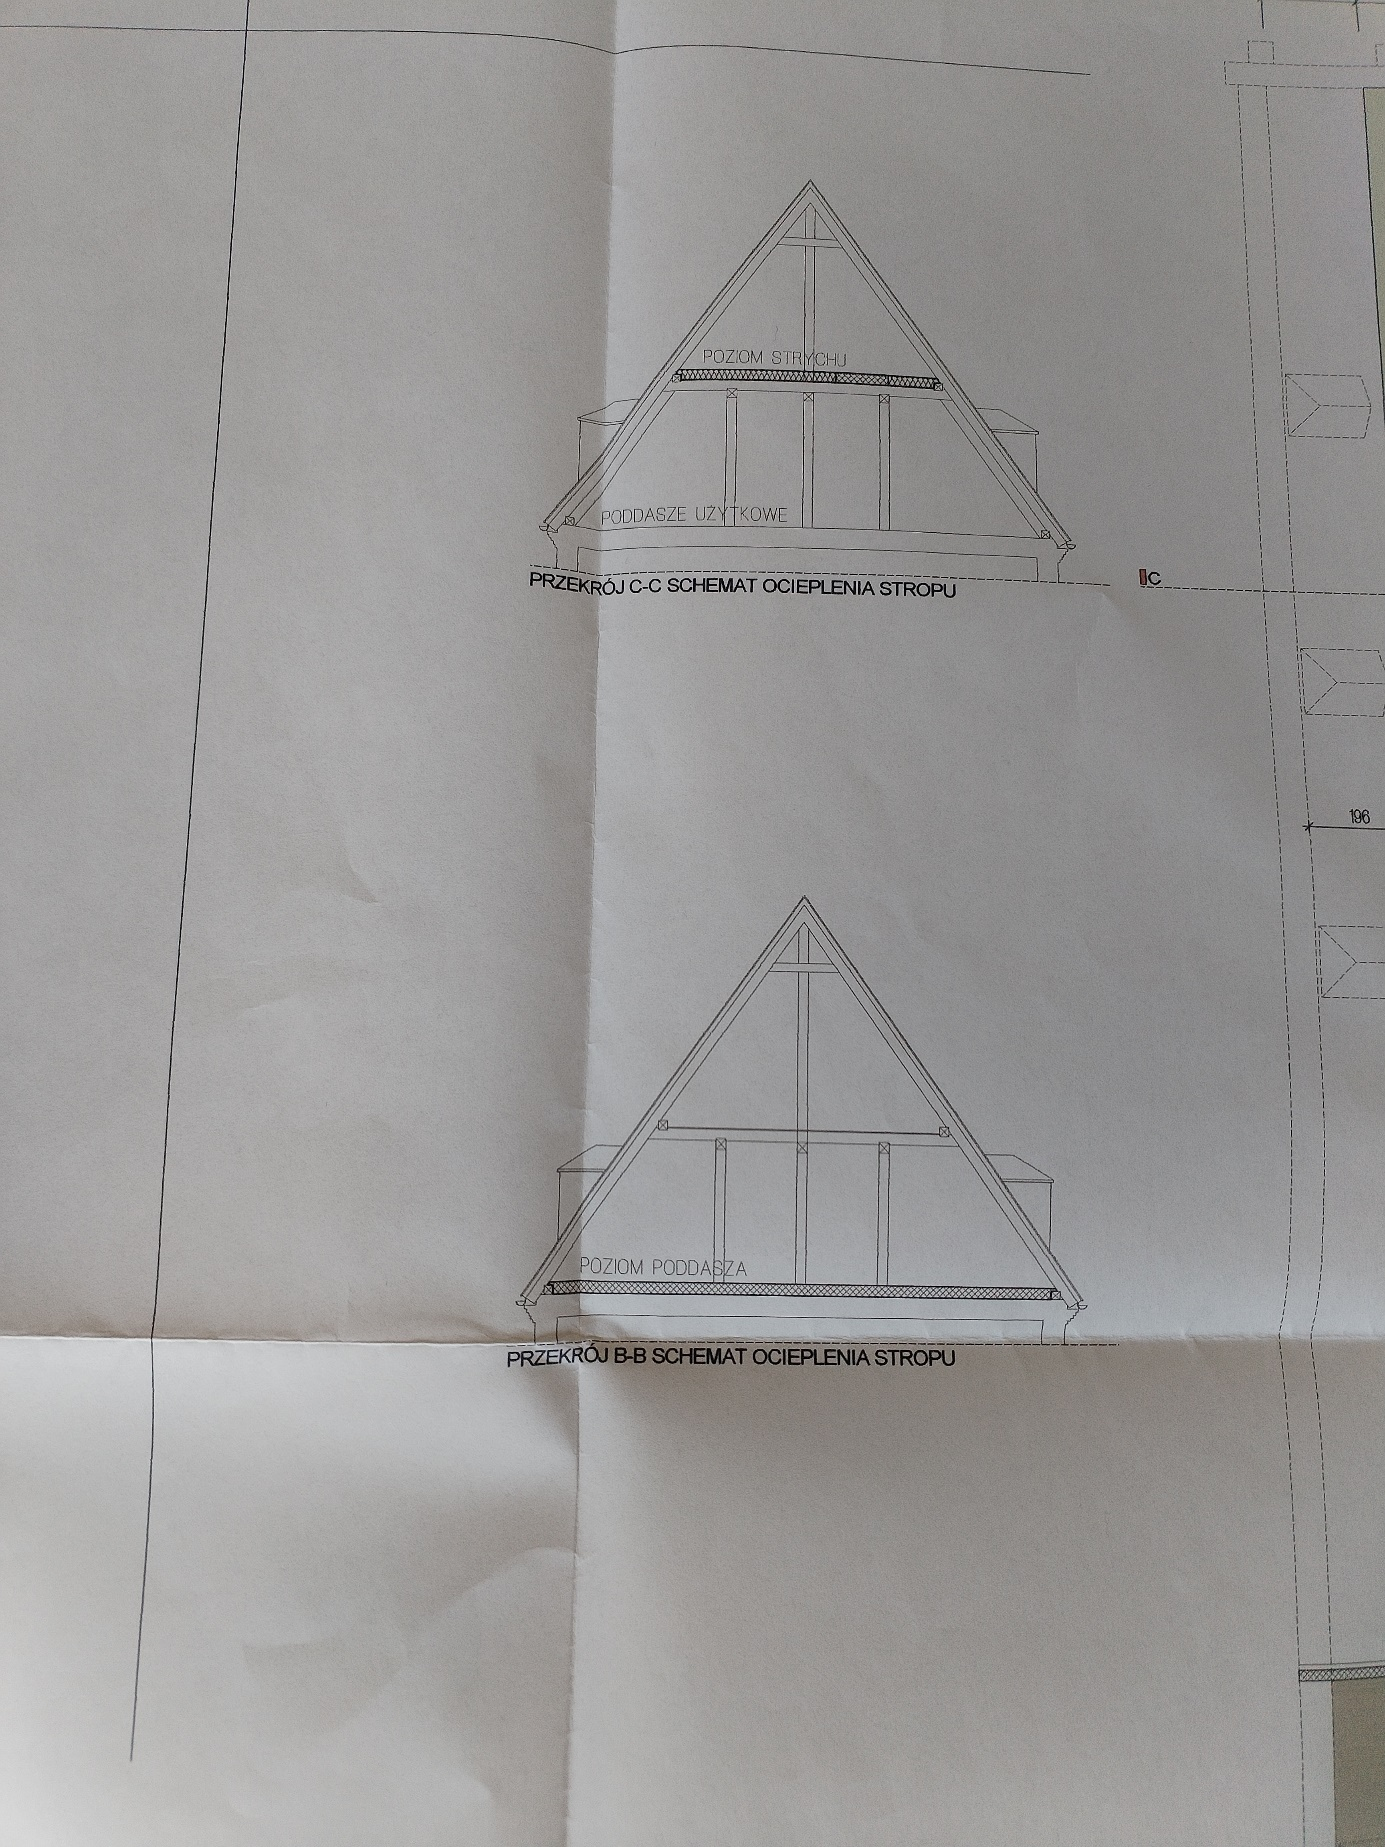 POZIOM STRYCHU
PODDASZE UŻYTKOWE
PRZEKRÓJ C-C SCHEMAT OCIEPLENIA STROPU
C
196
POZIOM PODDASZA
PRZEKRÓJ B-B SCHEMAT OCIEPLENIA STROPU